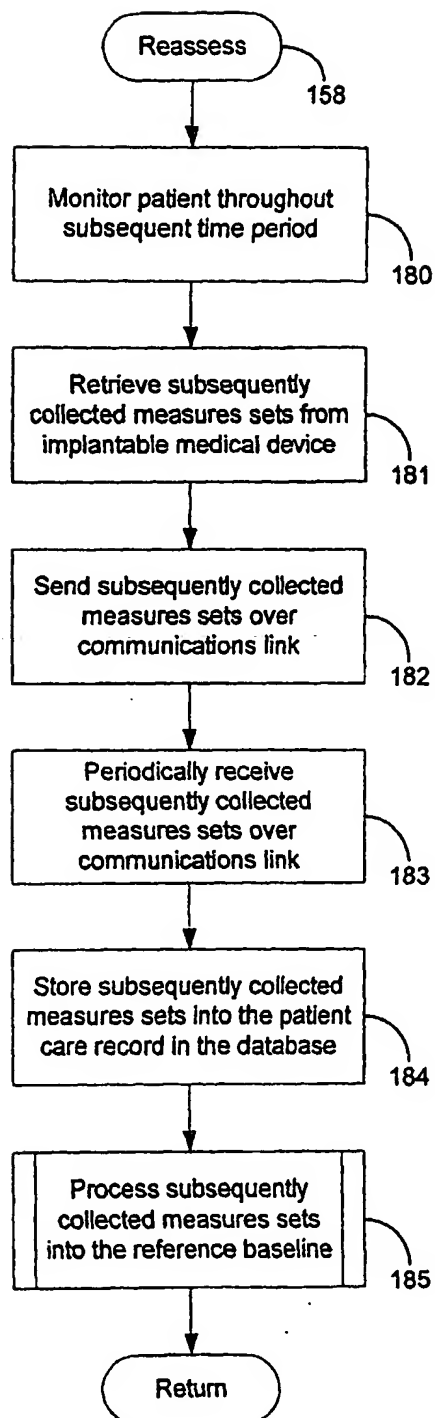 Reassess
158
Monitor patient throughout
subsequent time period
180
Retrieve subsequently
collected measures sets from
implantable medical device
181
Send subsequently collected
measures sets over
communications link
182
Periodically receive
subsequently collected
measures sets over
communications link
183
Store subsequently collected
measures sets into the patient
care record in the database
184
Process subsequently
collected measures sets
into the reference baseline
185
Return